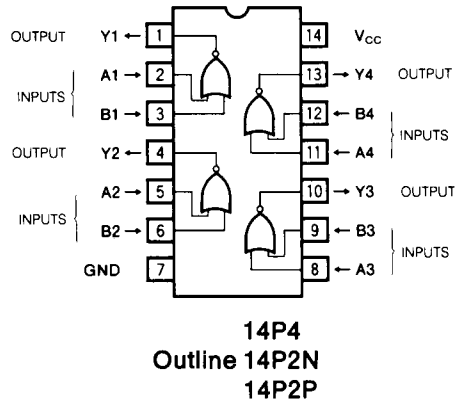 OUTPUT Y1 ← 1 14 VCC
A1 → 2 13 → Y4 OUTPUT
INPUTS
B1 → 3 12 ← B4
INPUTS
OUTPUT Y2 ← 4 11 ← A4
A2 → 5 10 → Y3 OUTPUT
INPUTS
B2 → 6 9 ← B3
INPUTS
GND 7 8 ← A3
14P4
Outline 14P2N
14P2P